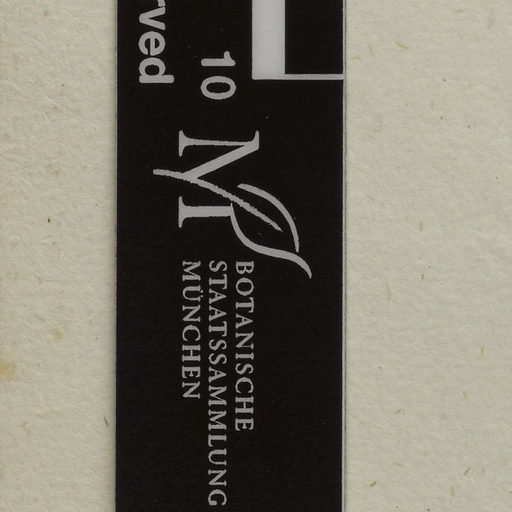 rved
10
M
BOTANISCHE
STAATSSAMMLUNG
MÜNCHEN